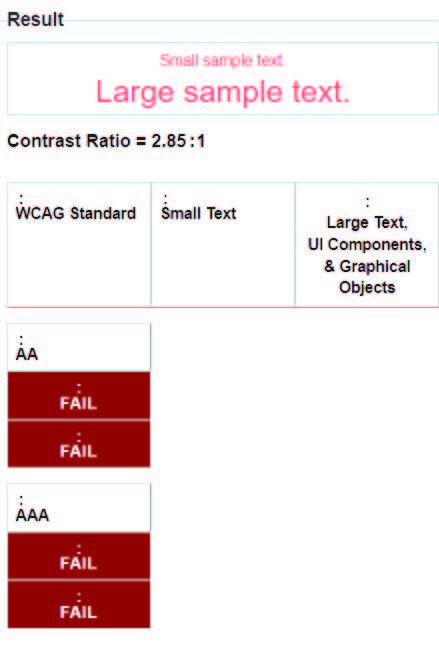 Result
Small sample text.
Large sample text.
Contrast Ratio = 2.85:1
:
WCAG Standard
:
Small Text
:
Large Text,
UI Components,
& Graphical
Objects
:
AA
:
FAIL
:
FAIL
:
AAA
:
FAIL
:
FAIL